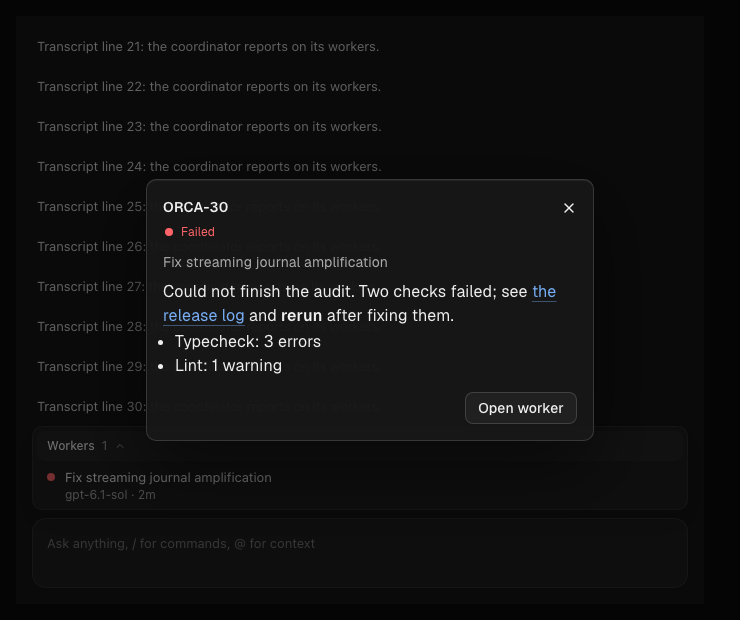 Transcript line 21: the coordinator reports on its workers.
Transcript line 22: the coordinator reports on its workers.
Transcript line 23: the coordinator reports on its workers.
Transcript line 24: the coordinator reports on its workers.
Transcript line 25:
Transcript line 26:
Transcript line 27:
Transcript line 28:
Transcript line 29:
Transcript line 30:
ORCA-30
Failed
Fix streaming journal amplification
Could not finish the audit. Two checks failed; see the
release log and rerun after fixing them.
• Typecheck: 3 errors
• Lint: 1 warning
Open worker
Workers 1
Fix streaming journal amplification
gpt-6.1-sol · 2m
Ask anything, / for commands, @ for context